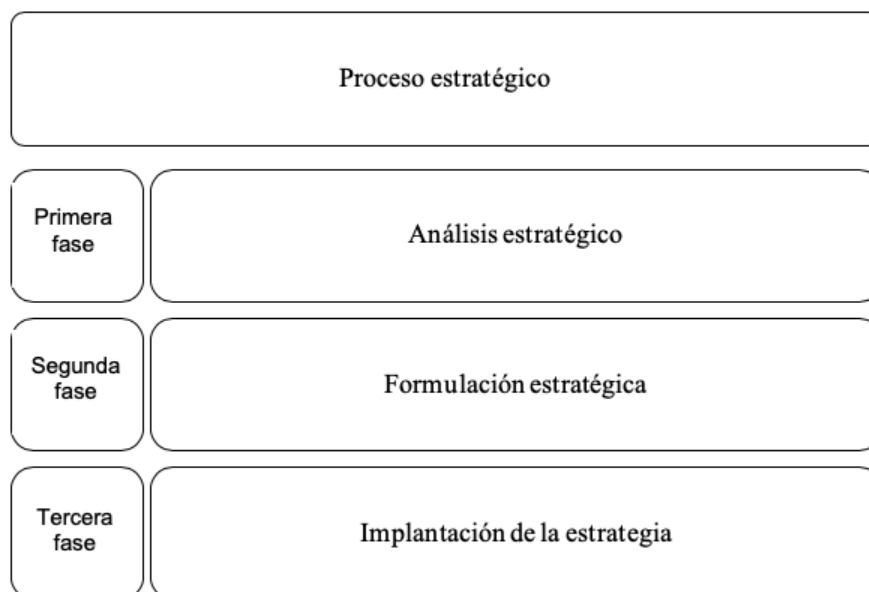 Proceso estratégico
Primera
fase
Análisis estratégico
Segunda
fase
Formulación estratégica
Tercera
fase
Implantación de la estrategia